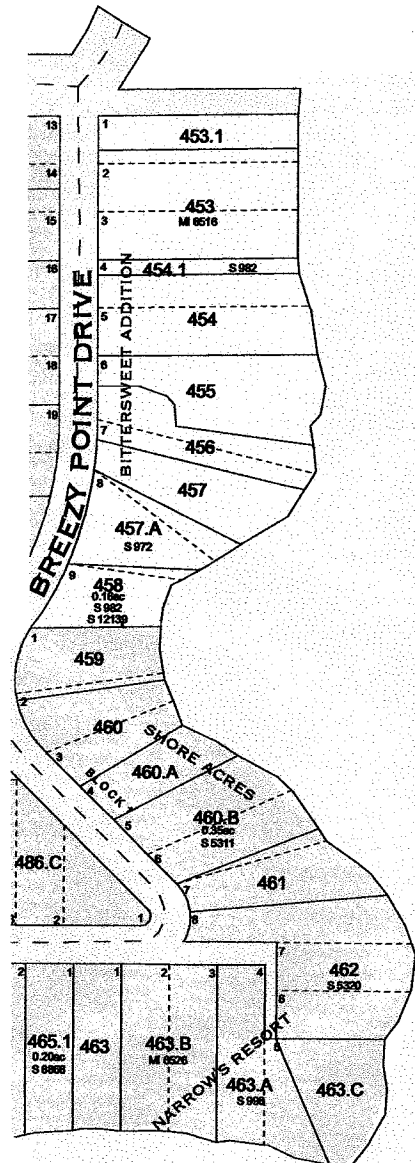 13
1
453.1
14
2
453
MI 6516
15
3
16
4
454.1
S 982
17
5
454
18
6
455
19
7
456
BREEZY POINT DRIVE
BITTERSWEET ADDITION
457
8
457.A
S 972
9
458
0.16ac
S 982
S 12139
1
459
2
460
3
SHORE ACRES
BLOCK 1
460.A
4
5
460.B
0.35ac
S 5311
6
486.C
461
7
8
2
1
7
462
S 5320
6
2
1
1
2
3
4
5
465.1
0.20ac
S 6868
463
463.B
MI 6526
463.A
S 996
NARROW'S RESORT
463.C